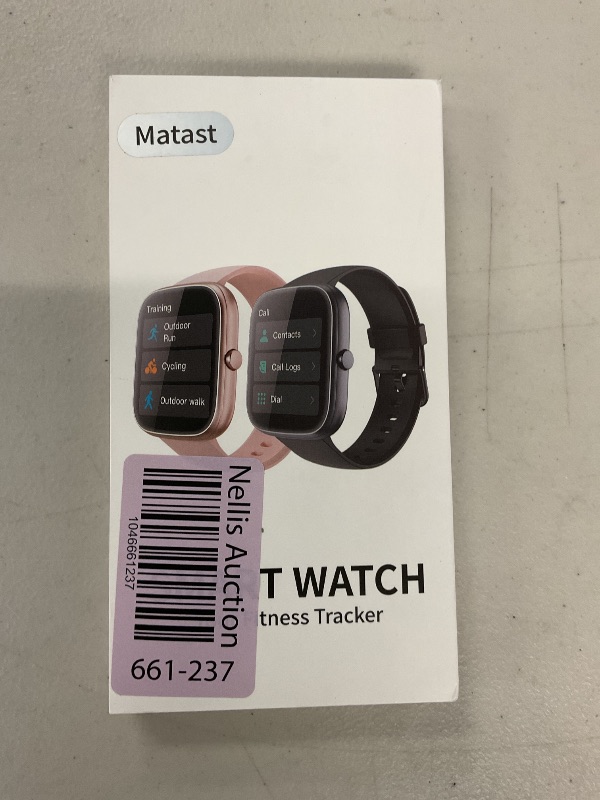 Matast
Training
Outdoor
Run
Cycling
Outdoor walk
Call
Contacts
Call Logs
Dial
T WATCH
itness Tracker
Nellis Auction
1046661237
661-237